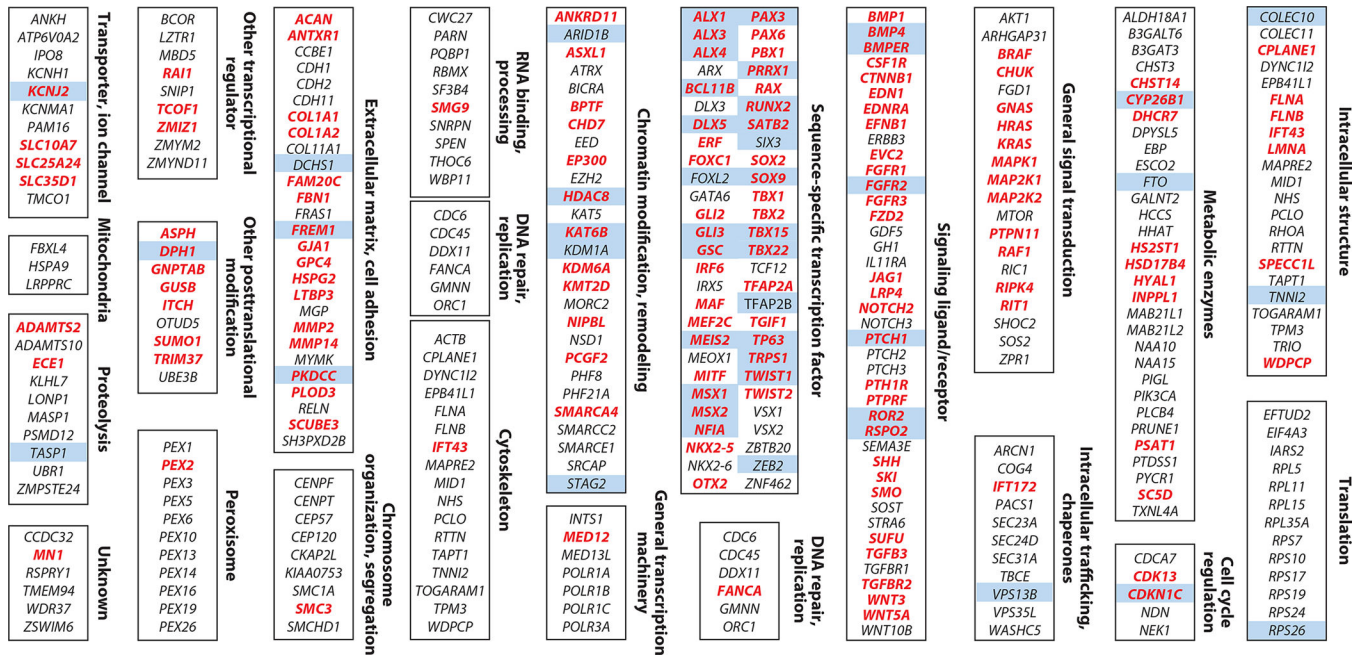 ANKH
ATP6V0A2
IPO8
KCNH1
KCNJ2
KCNMA1
PAM16
SLC10A7
SLC25A24
SLC35D1
TMCO1
Transporter, ion channel
FBXL4
HSPA9
LRPPRC
Mitochondria
ADAMTS2
ADAMTS10
ECE1
KLHL7
LONP1
MASP1
PSMD12
TASP1
UBR1
ZMPSTE24
Proteolysis
CCDC32
MN1
RSPRY1
TMEM94
WDR37
ZSWIM6
Unknown
BCOR
LZTR1
MBD5
RAI1
SNIP1
TCOF1
ZMIZ1
ZMYM2
ZMYND11
Other transcriptional
regulator
ASPH
DPH1
GNPTAB
GUSB
ITCH
OTUD5
SUMO1
TRIM37
UBE3B
Other posttranslational
modification
PEX1
PEX2
PEX3
PEX5
PEX6
PEX10
PEX13
PEX14
PEX16
PEX19
PEX26
Peroxisome
ACAN
ANTXR1
CCBE1
CDH1
CDH2
CDH11
COL1A1
COL1A2
COL11A1
DCHS1
FAM20C
FBN1
FRAS1
FREM1
GJA1
GPC4
HSPG2
LTBP3
MGP
MMP2
MMP14
MYMK
PKDCC
PLOD3
RELN
SCUBE3
SH3PXD2B
Extracellular matrix, cell adhesion
CENPF
CENPT
CEP57
CEP120
CKAP2L
KIAA0753
SMC1A
SMC3
SMCHD1
Chromosome
organization, segregation
CWC27
PARN
PQBP1
RBMX
SF3B4
SMG9
SNRPN
SPEN
THOC6
WBP11
RNA binding,
processing
CDC6
CDC45
DDX11
FANCA
GMNN
ORC1
DNA repair,
replication
ACTB
CPLANE1
DYNC1I2
EPB41L1
FLNA
FLNB
IFT43
MAPRE2
MID1
NHS
PCLO
RTTN
TAPT1
TNNI2
TOGARAM1
TPM3
WDPCP
Cytoskeleton
ANKRD11
ARID1B
ASXL1
ATRX
BICRA
BPTF
CHD7
EED
EP300
EZH2
HDAC8
KAT5
KAT6B
KDM1A
KDM6A
KMT2D
MORC2
NIPBL
NSD1
PCGF2
PHF8
PHF21A
SMARCA4
SMARCC2
SMARCE1
SRCAP
STAG2
Chromatin modification, remodeling
INTS1
MED12
MED13L
POLR1A
POLR1B
POLR1C
POLR3A
General transcription
machinery
ALX1 PAX3
ALX3 PAX6
ALX4 PBX1
ARX PRRX1
BCL11B RAX
DLX3 RUNX2
DLX5 SATB2
ERF SIX3
FOXC1 SOX2
FOXL2 SOX9
GATA6 TBX1
GLI2 TBX2
GLI3 TBX15
GSC TBX22
IRF6 TCF12
IRX5 TFAP2A
MAF TFAP2B
MEF2C TGIF1
MEIS2 TP63
MEOX1 TRPS1
MITF TWIST1
MSX1 TWIST2
MSX2 VSX1
NFIA VSX2
NKX2-5 ZBTB20
NKX2-6 ZEB2
OTX2 ZNF462
Sequence-specific transcription factor
CDC6
CDC45
DDX11
FANCA
GMNN
ORC1
DNA repair,
replication
BMP1
BMP4
BMPER
CSF1R
CTNNB1
EDN1
EDNRA
EFNB1
ERBB3
EVC2
FGFR1
FGFR2
FGFR3
FZD2
GDF5
GH1
IL11RA
JAG1
LRP4
NOTCH2
NOTCH3
PTCH1
PTCH2
PTCH3
PTH1R
PTPRF
ROR2
RSPO2
SEMA3E
SHH
SKI
SMO
SOST
STRA6
SUFU
TGFB3
TGFBR1
TGFBR2
WNT3
WNT5A
WNT10B
Signaling ligand/receptor
AKT1
ARHGAP31
BRAF
CHUK
FGD1
GNAS
HRAS
KRAS
MAPK1
MAP2K1
MAP2K2
MTOR
PTPN11
RAF1
RIC1
RIPK4
RIT1
SHOC2
SOS2
ZPR1
General signal transduction
ARCN1
COG4
IFT172
PACS1
SEC23A
SEC24D
SEC31A
TBCE
VPS13B
VPS35L
WASHC5
Intracellular trafficking,
chaperones
ALDH18A1
B3GALT6
B3GAT3
CHST3
CHST14
CYP26B1
DHCR7
DPYSL5
EBP
ESCO2
FTO
GALNT2
HCCS
HHAT
HS2ST1
HSD17B4
HYAL1
INPPL1
MAB21L1
MAB21L2
NAA10
NAA15
PIGL
PIK3CA
PLCB4
PRUNE1
PSAT1
PTDSS1
PYCR1
SC5D
TXNL4A
Metabolic enzymes
CDCA7
CDK13
CDKN1C
NDN
NEK1
Cell cycle
regulation
COLEC10
COLEC11
CPLANE1
DYNC1I2
EPB41L1
FLNA
FLNB
IFT43
LMNA
MAPRE2
MID1
NHS
PCLO
RHOA
RTTN
SPECC1L
TAPT1
TNNI2
TOGARAM1
TPM3
TRIO
WDPCP
Intracellular structure
EFTUD2
EIF4A3
IARS2
RPL5
RPL11
RPL15
RPL35A
RPS7
RPS10
RPS17
RPS19
RPS24
RPS26
Translation